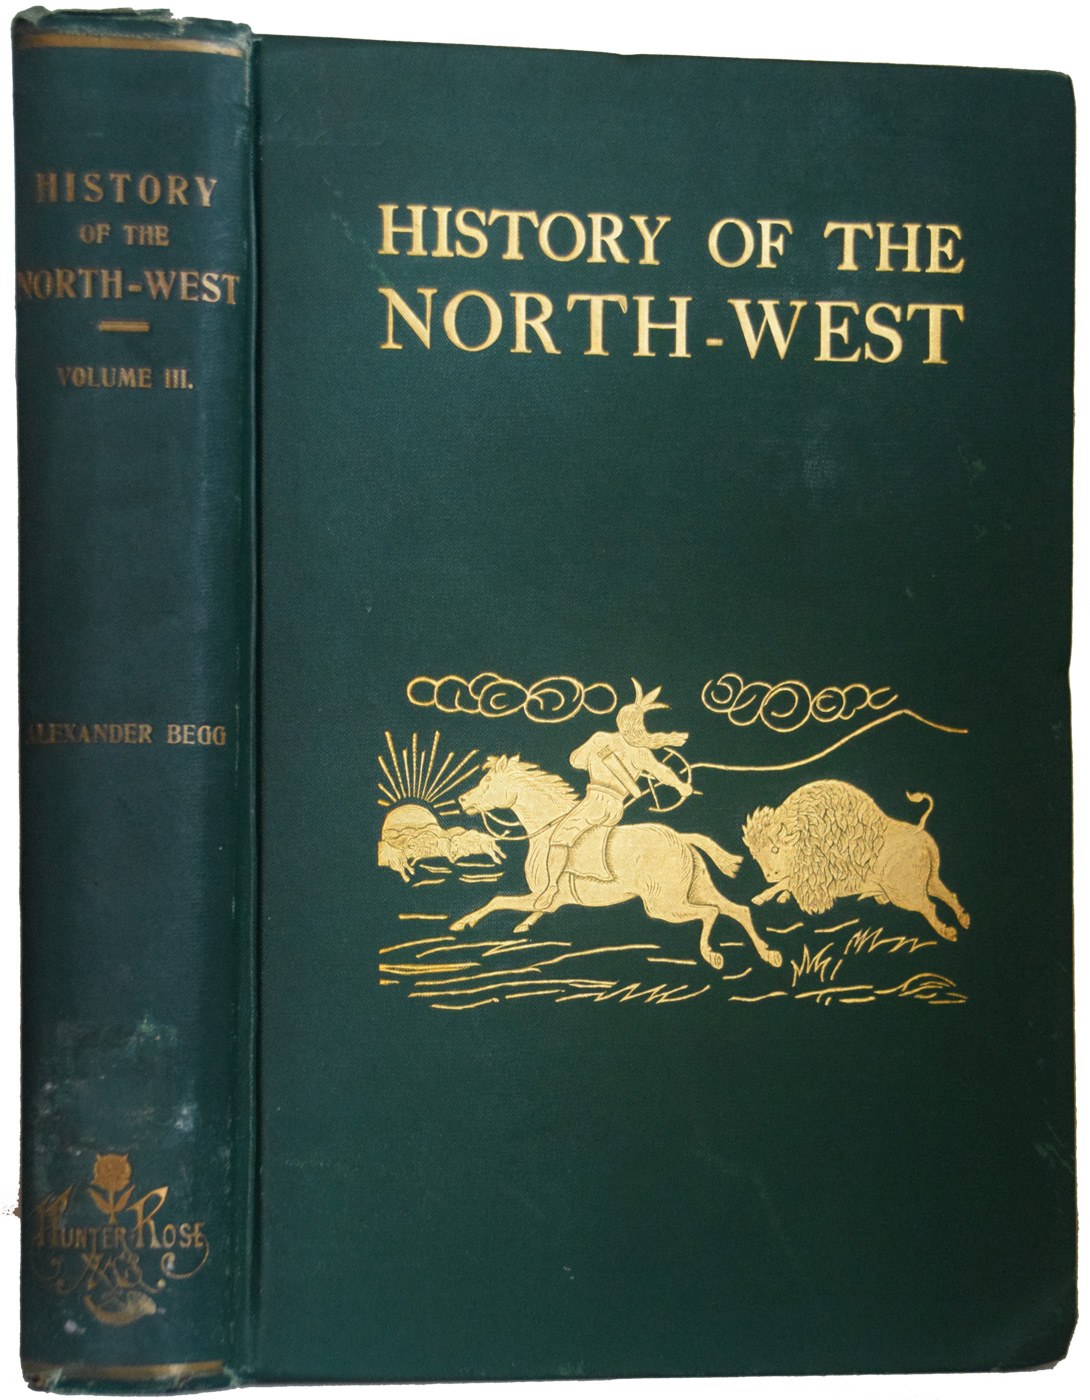 HISTORY
OF THE
NORTH-WEST
VOLUME III.
ALEXANDER BEGG
HUNTER ROSE
HISTORY OF THE
NORTH-WEST